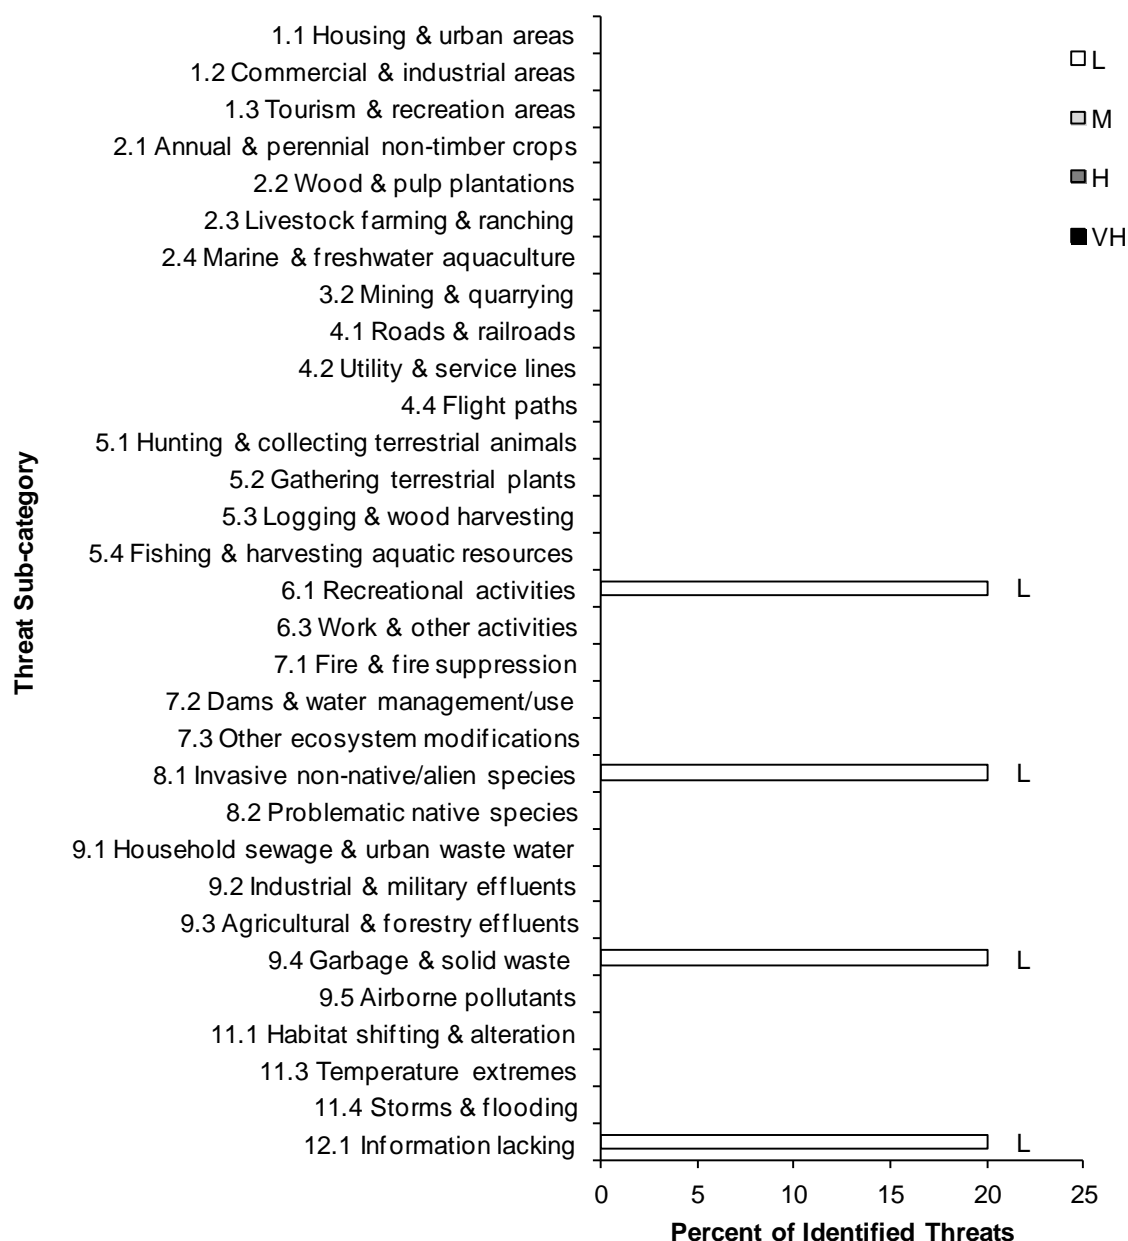 1.1 Housing & urban areas
1.2 Commercial & industrial areas
1.3 Tourism & recreation areas
2.1 Annual & perennial non-timber crops
2.2 Wood & pulp plantations
2.3 Livestock farming & ranching
2.4 Marine & freshwater aquaculture
3.2 Mining & quarrying
4.1 Roads & railroads
4.2 Utility & service lines
4.4 Flight paths
5.1 Hunting & collecting terrestrial animals
5.2 Gathering terrestrial plants
5.3 Logging & wood harvesting
5.4 Fishing & harvesting aquatic resources
6.1 Recreational activities L
6.3 Work & other activities
7.1 Fire & fire suppression
7.2 Dams & water management/use
7.3 Other ecosystem modifications
8.1 Invasive non-native/alien species L
8.2 Problematic native species
9.1 Household sewage & urban waste water
9.2 Industrial & military effluents
9.3 Agricultural & forestry effluents
9.4 Garbage & solid waste L
9.5 Airborne pollutants
11.1 Habitat shifting & alteration
11.3 Temperature extremes
11.4 Storms & flooding
12.1 Information lacking L
0 5 10 15 20 25
Percent of Identified Threats
Threat Sub-category
L
M
H
VH